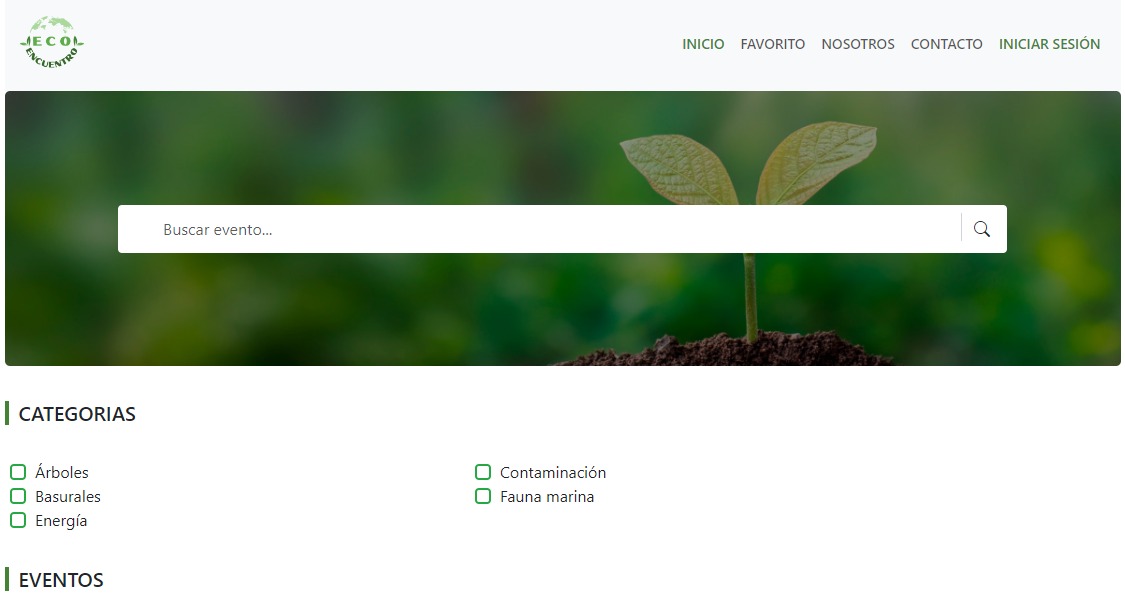 ECO
ENCUENTRO
INICIO FAVORITO NOSOTROS CONTACTO INICIAR SESIÓN
Buscar evento...
CATEGORIAS
Árboles Contaminación
Basurales Fauna marina
Energía
EVENTOS